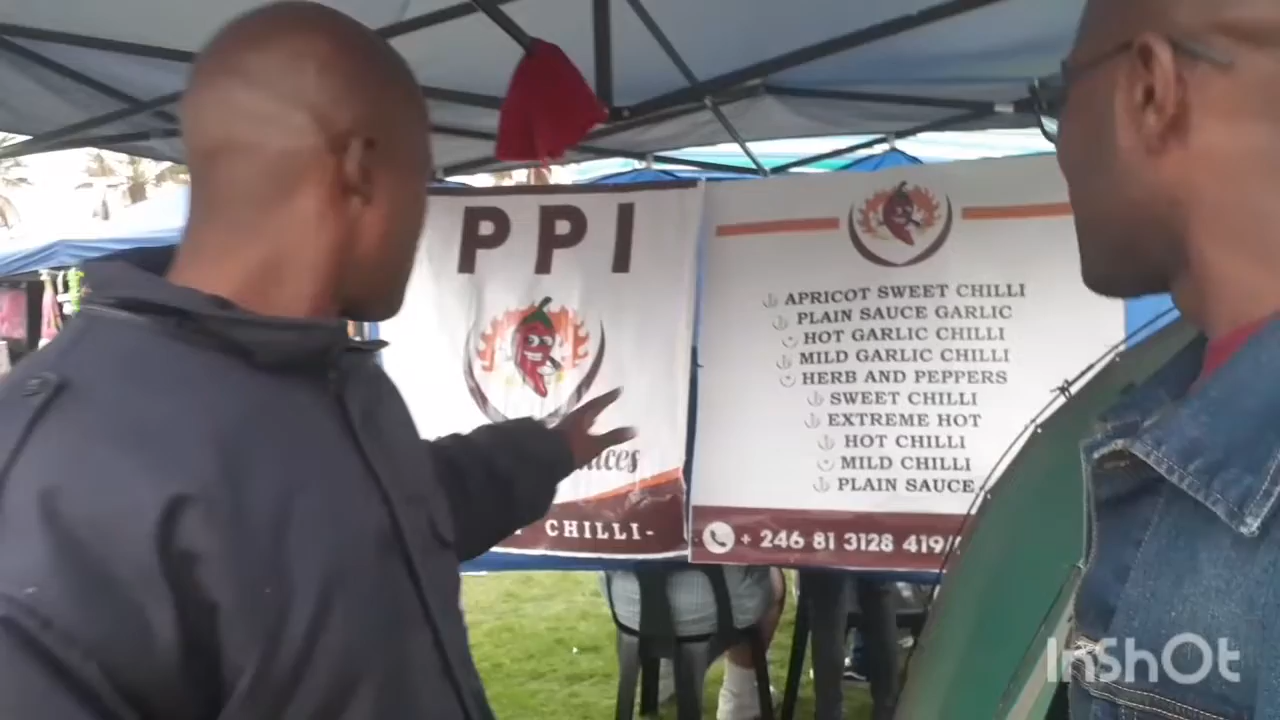 PPI
CHILLI-
APRICOT SWEET CHILLI
PLAIN SAUCE GARLIC
HOT GARLIC CHILLI
MILD GARLIC CHILLI
HERB AND PEPPERS
SWEET CHILLI
EXTREME HOT
HOT CHILLI
MILD CHILLI
PLAIN SAUCE
+ 246 81 3128 419/
InShOt